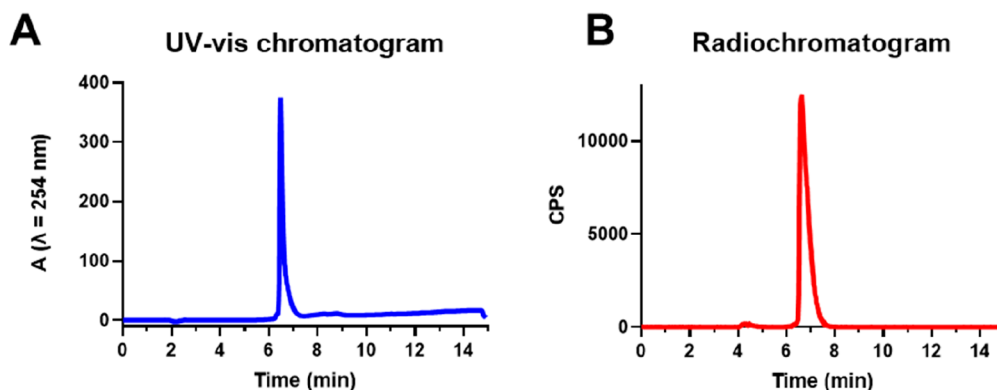 A
UV-vis chromatogram
A (λ = 254 nm)
400
300
200
100
0
0 2 4 6 8 10 12 14
Time (min)
B
Radiochromatogram
CPS
10000
5000
0
0 2 4 6 8 10 12 14
Time (min)